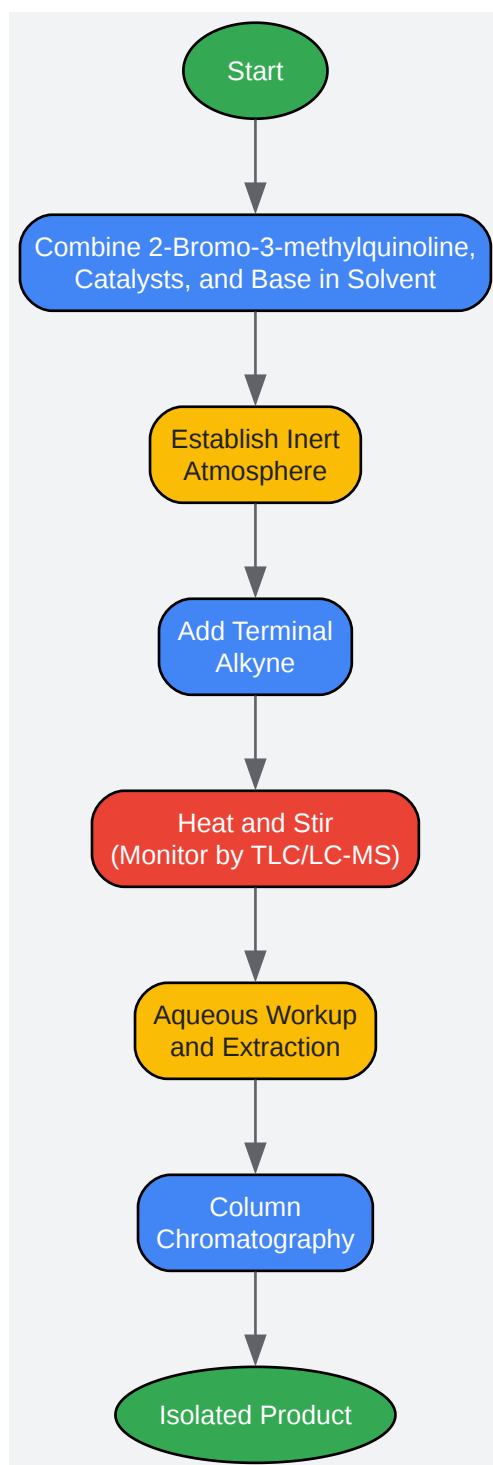 Start
Combine 2-Bromo-3-methylquinoline,
Catalysts, and Base in Solvent
Establish Inert
Atmosphere
Add Terminal
Alkyne
Heat and Stir
(Monitor by TLC/LC-MS)
Aqueous Workup
and Extraction
Column
Chromatography
Isolated Product